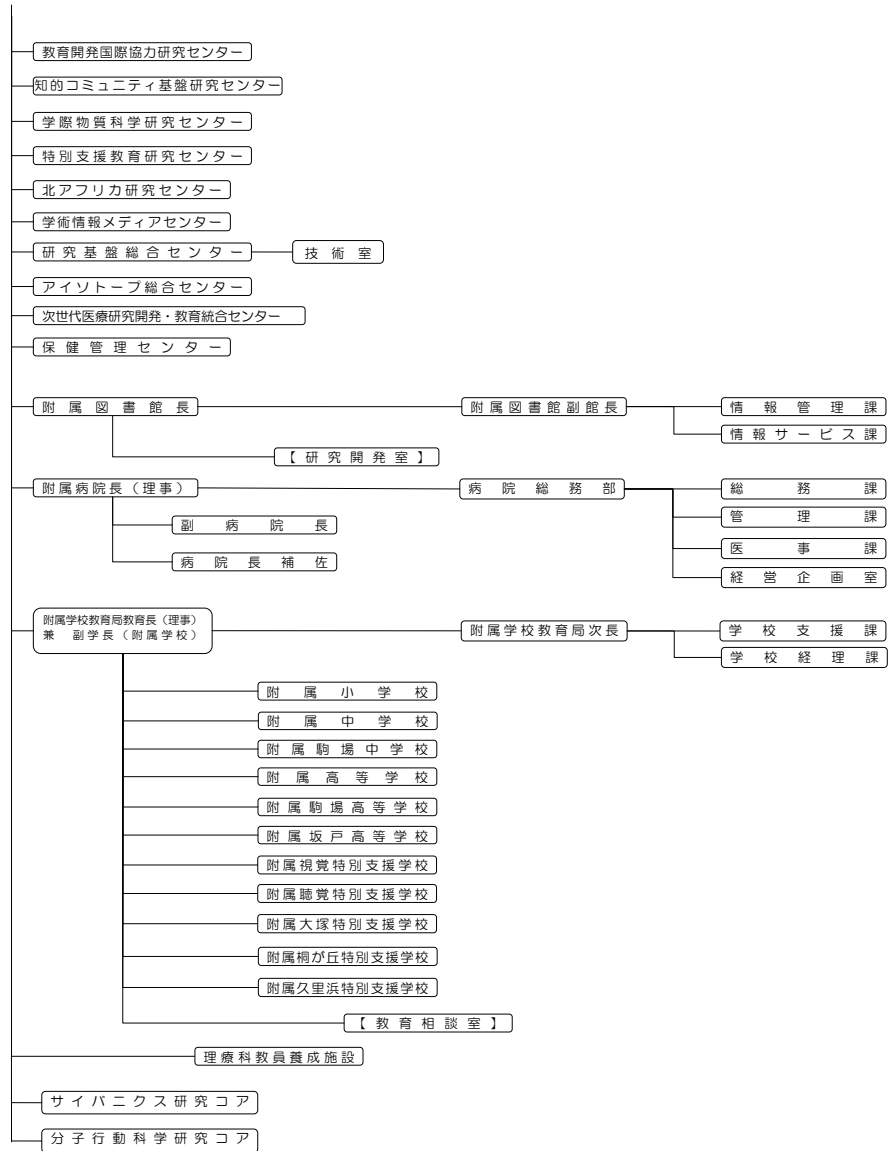 教育開発国際協力研究センター
知的コミュニティ基盤研究センター
学際物質科学研究センター
特別支援教育研究センター
北アフリカ研究センター
学術情報メディアセンター
研究基盤総合センター 技術室
アイソトープ総合センター
次世代医療研究開発・教育統合センター
保健管理センター
附属図書館長 附属図書館副館長 情報管理課
情報サービス課
【研究開発室】
附属病院長（理事） 病院総務部 総務課
副病院長 管理課
医事課
病院長補佐 経営企画室
附属学校教育局教育長（理事）
兼 副学長（附属学校） 附属学校教育局次長 学校支援課
学校経理課
附属小学校
附属中学校
附属駒場中学校
附属高等学校
附属駒場高等学校
附属坂戸高等学校
附属視覚特別支援学校
附属聴覚特別支援学校
附属大塚特別支援学校
附属桐が丘特別支援学校
附属久里浜特別支援学校
【教育相談室】
理療科教員養成施設
サイバニクス研究コア
分子行動科学研究コア